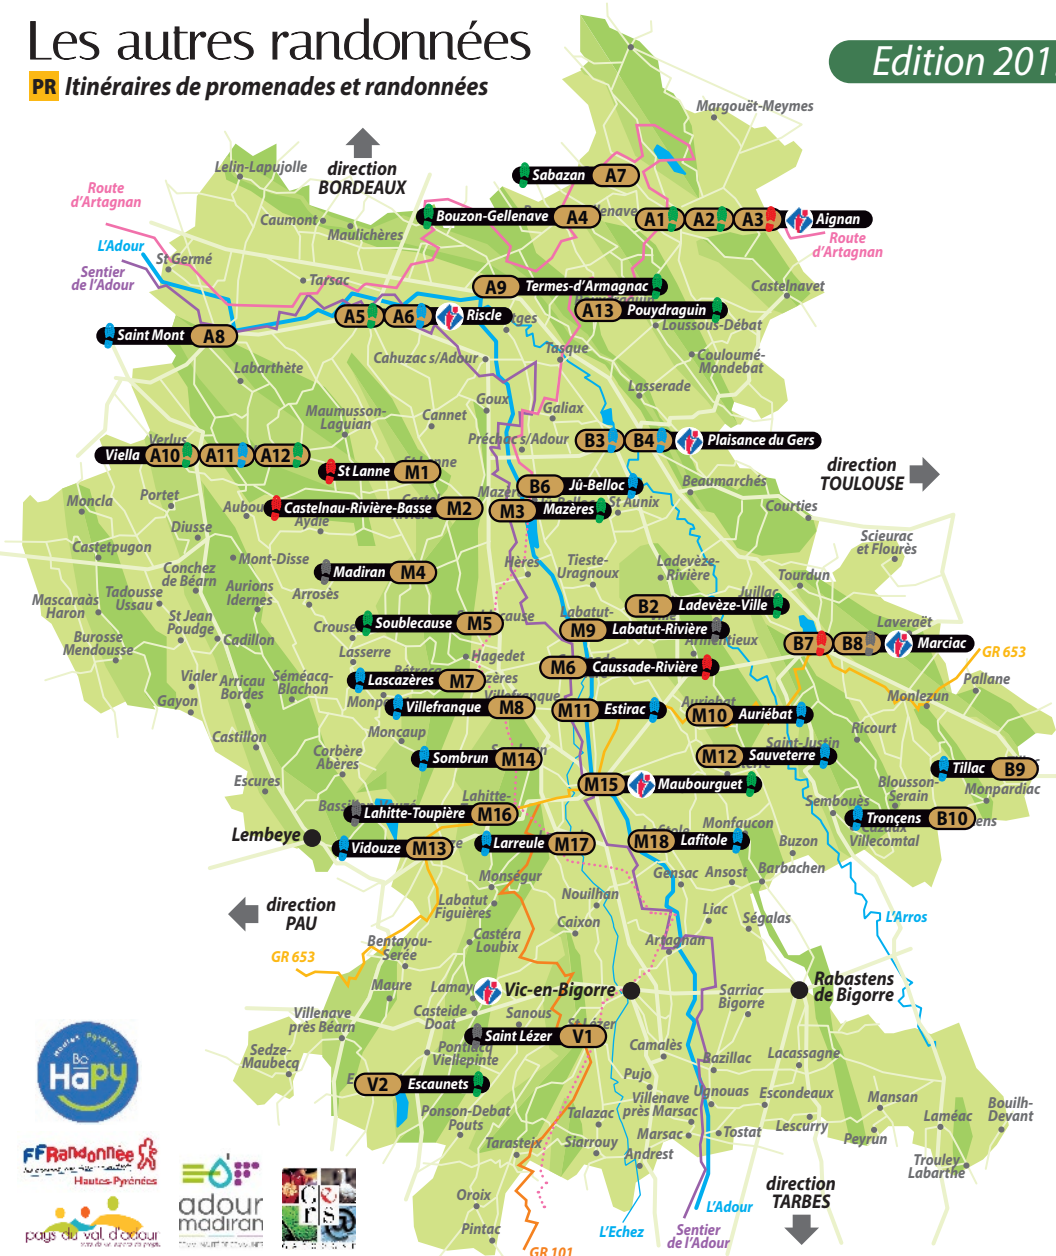 Les autres randonnées
Edition 201
PR Itinéraires de promenades et randonnées
Margouët-Meymes
direction
BORDEAUX
Lelin-Lapujolle
Sabazan A7
Route
d'Artagnan
Caumont
Maulichères
Bouzon-Gellenave A4
A1 A2 A3 Aignan
Route
d'Artagnan
L'Adour
St Germé
Sentier
de l'Adour
Tarsac
A9 Termes-d'Armagnac
Castelnavet
A13 Pouydraguin
A5 A6 Riscle
Loussous-Débat
Saint Mont A8
Cahuzac s/Adour
Tasque
Couloumé-
Mondebat
Labarthète
Lasserade
Goux
Galiax
Maumusson-
Laguian
Cannet
Préchac s/Adour
B3 B4 Plaisance du Gers
Verlus
Viella A10 A11 A12
St Lanne M1
direction
TOULOUSE
B6 Jû-Belloc
Beaumarchés
Moncla
Portet
Castelnau-Rivière-Basse M2
M3 Mazères
St Aunix
Courties
Aydie
Diusse
Scieurac
et Flourès
Castetpugon
Mont-Disse
Conchez
de Béarn
Madiran M4
Hères
Tieste-
Uragnoux
Ladevèze-
Rivière
Tourdun
Aurions
Idernes
Arrosès
Tadousse
Ussau
Mascaraàs
Haron
Juillac
B2 Ladevèze-Ville
St Jean
Poudge
Soublecause M5
Labatut-
M9 Labatut-Rivière
Laveraët
Cadillon
Burosse
Mendousse
Armentieux
B7 B8 Marciac
GR 653
Lasserre
Hagedet
M6 Caussade-Rivière
Vialer
Arricau
Bordes
Séméacq-
Blachon
Lascazères M7
Pallane
Monlezun
Gayon
Villefranque M8
M11 Estirac
M10 Auriébat
Moncaup
Ricourt
Castillon
Corbère
Abères
Sombrun M14
Saint-Justin
M12 Sauveterre
Tillac B9
Escures
M15 Maubourguet
Blousson-
Serain
Monpardiac
Lahitte-
Sembouès
Lahitte-Toupière M16
Tronçens B10
Lembeye
Monfaucon
Villecomtal
Vidouze M13
Larreule M17
M18 Lafitole
Buzon
Barbachen
Monségur
Gensac
Ansost
Nouilhan
Labatut
Figuières
Liac
Ségalas
L'Arros
direction
PAU
Caixon
Castéra
Loubix
Artagnan
Bentayou-
Serée
GR 653
Maure
Lamay
Vic-en-Bigorre
Sarriac
Bigorre
Rabastens
de Bigorre
Villenave
près Béarn
Casteide
Doat
Sanous
Saint Lézer V1
Sedze-
Maubecq
Pontiacq
Viellepinte
Camalès
Bazillac
Lacassagne
V2 Escaunets
Pujo
Ugnouas
Escondeaux
Mansan
Bouilh-
Devant
Ponson-Debat
Pouts
Talazac
Villenave
près Marsac
Lescurry
Laméac
Marsac
Tostat
Peyrun
Tarasteix
Siarrouy
Andrest
Trouley
Labarthe
Oroix
direction
TARBES
Pintac
L'Echez
L'Adour
Sentier
de l'Adour
GR 101
Hautes Pyrénées
Be
HaPy
FFRandonnée
Hautes-Pyrénées
pays du val d'adour
adour
madiran
Gers